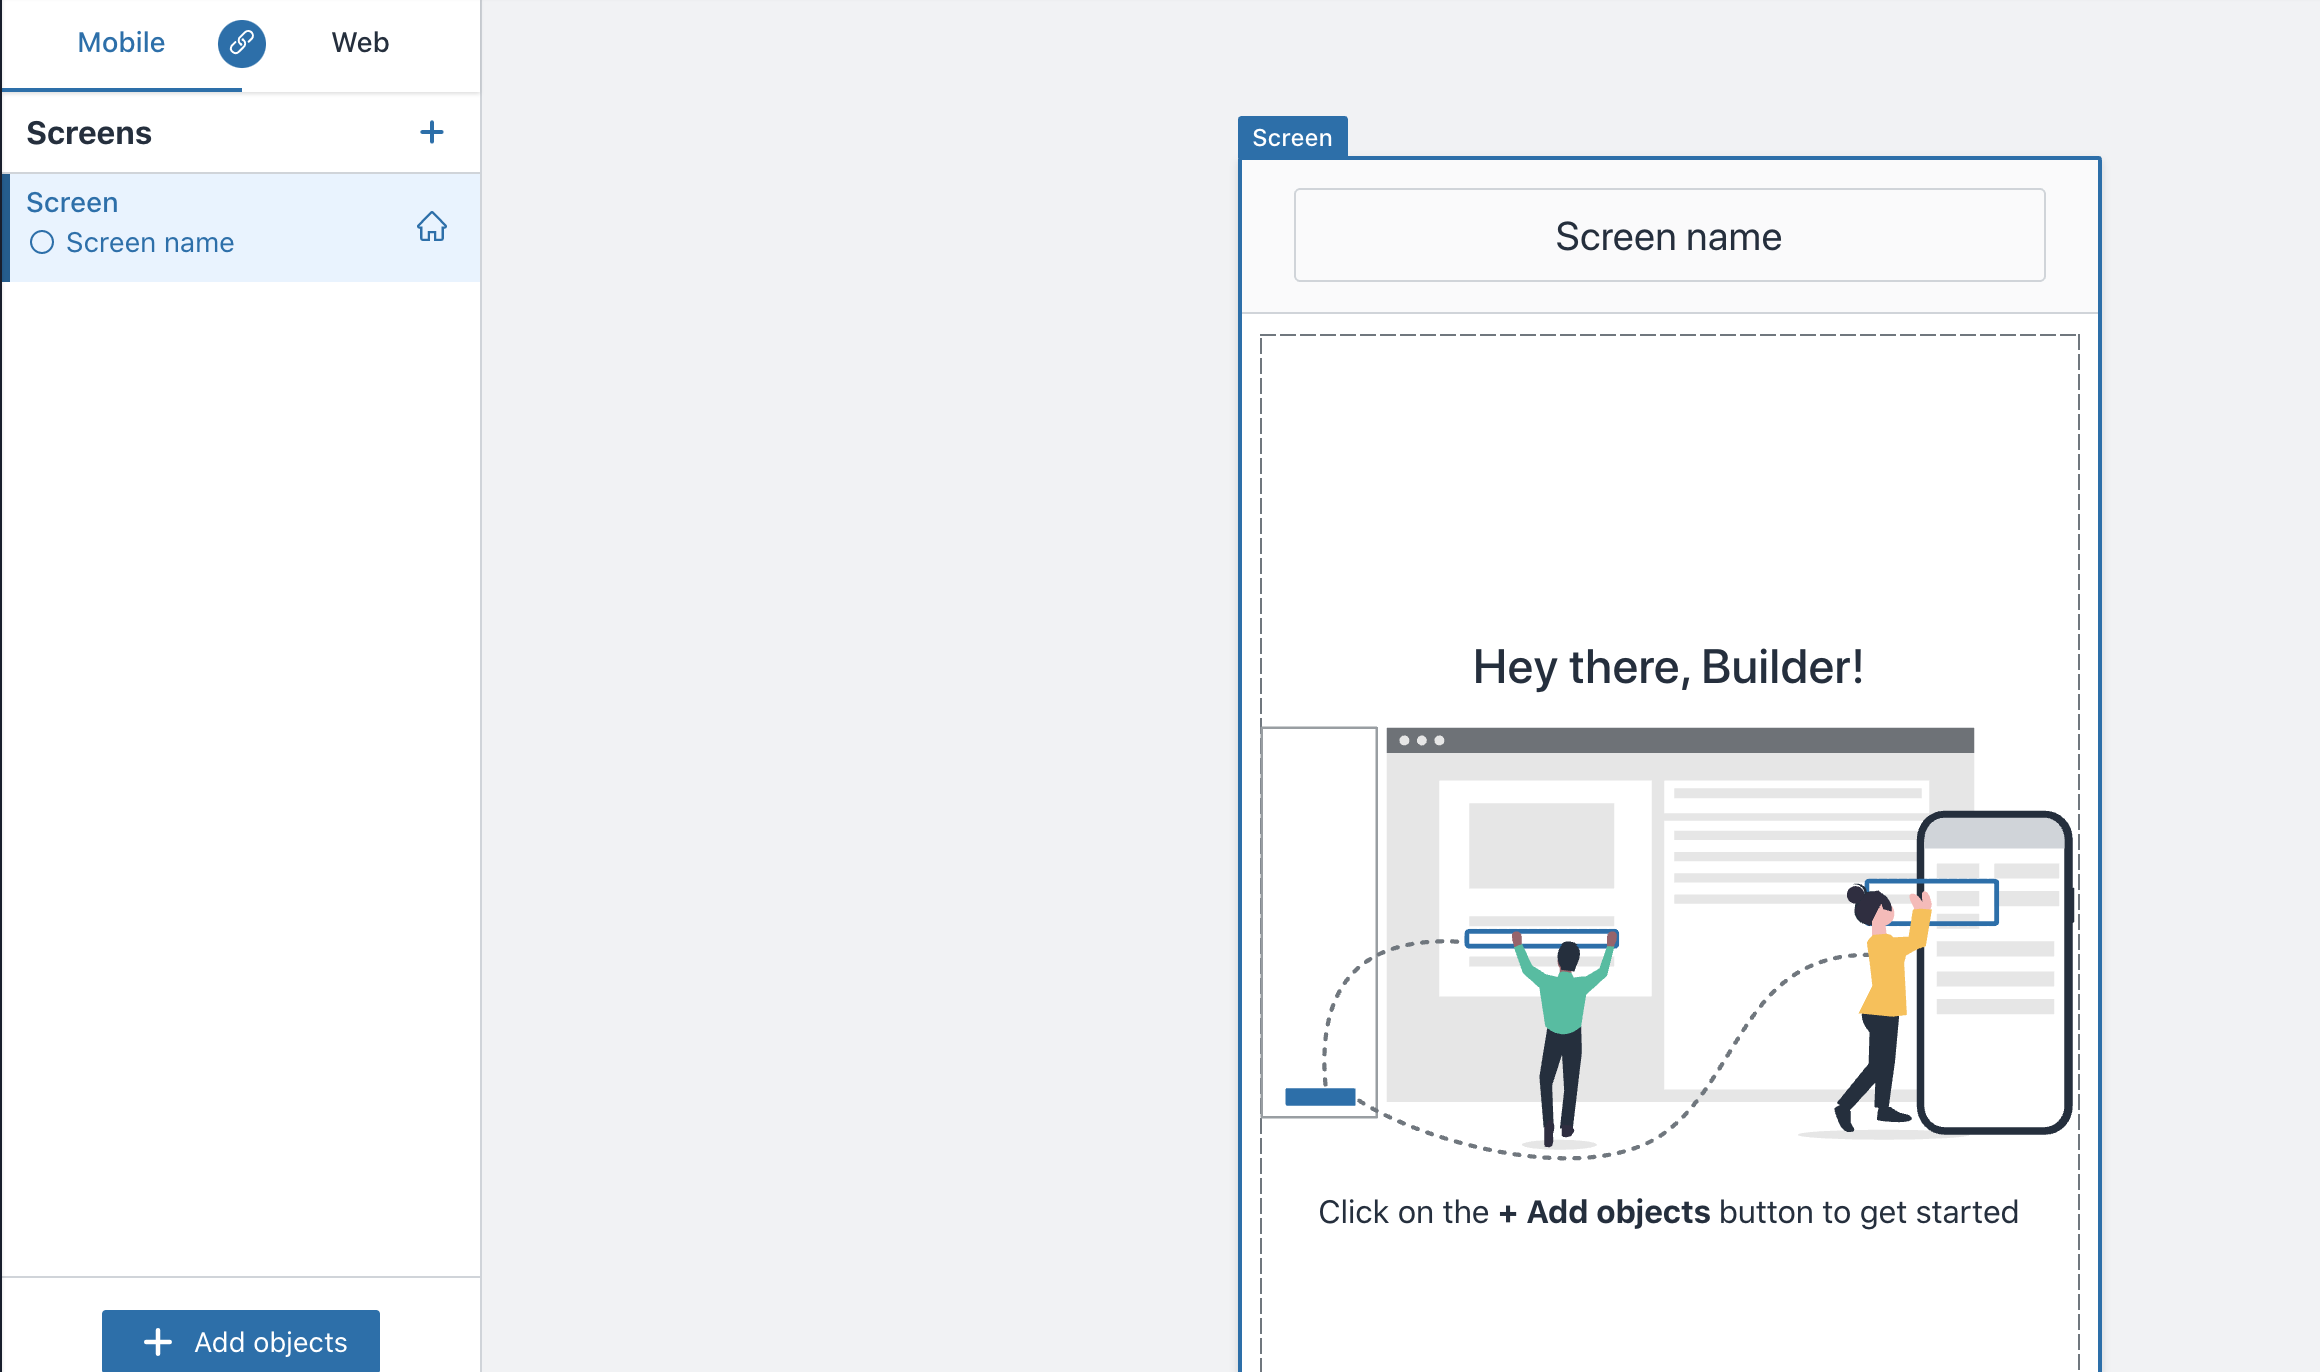 Mobile
Web
Screens
Screen
Screen name
Add objects
Screen
Screen name
Hey there, Builder!
Click on the + Add objects button to get started